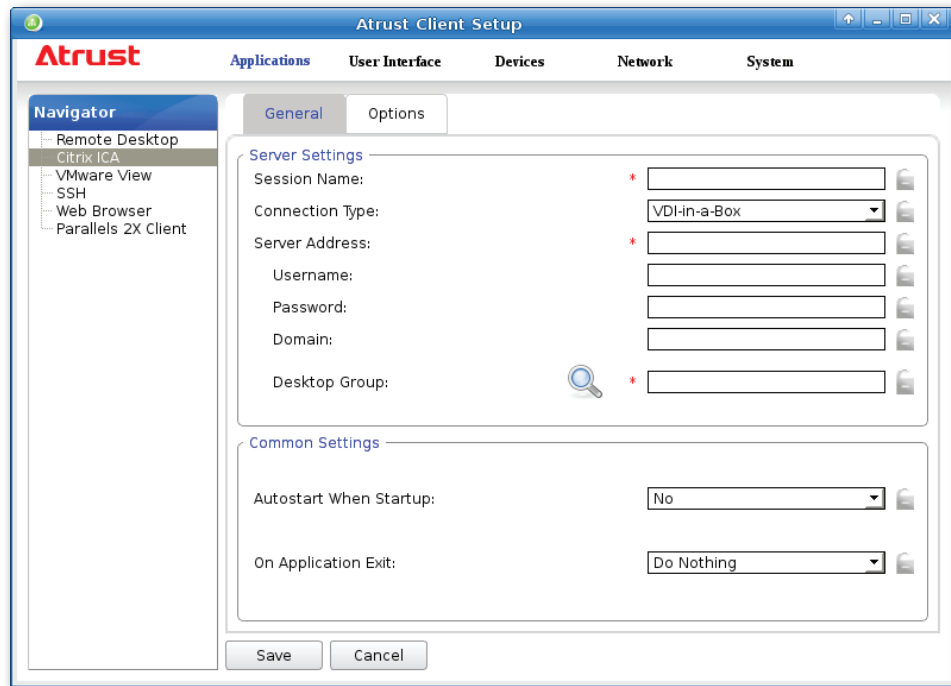 Atrust Client Setup
Atrust
Applications User Interface Devices Network System
Navigator
Remote Desktop
Citrix ICA
VMware View
SSH
Web Browser
Parallels 2X Client
General Options
Server Settings
Session Name: *
Connection Type: VDI-in-a-Box
Server Address: *
Username:
Password:
Domain:
Desktop Group: *
Common Settings
Autostart When Startup: No
On Application Exit: Do Nothing
Save Cancel